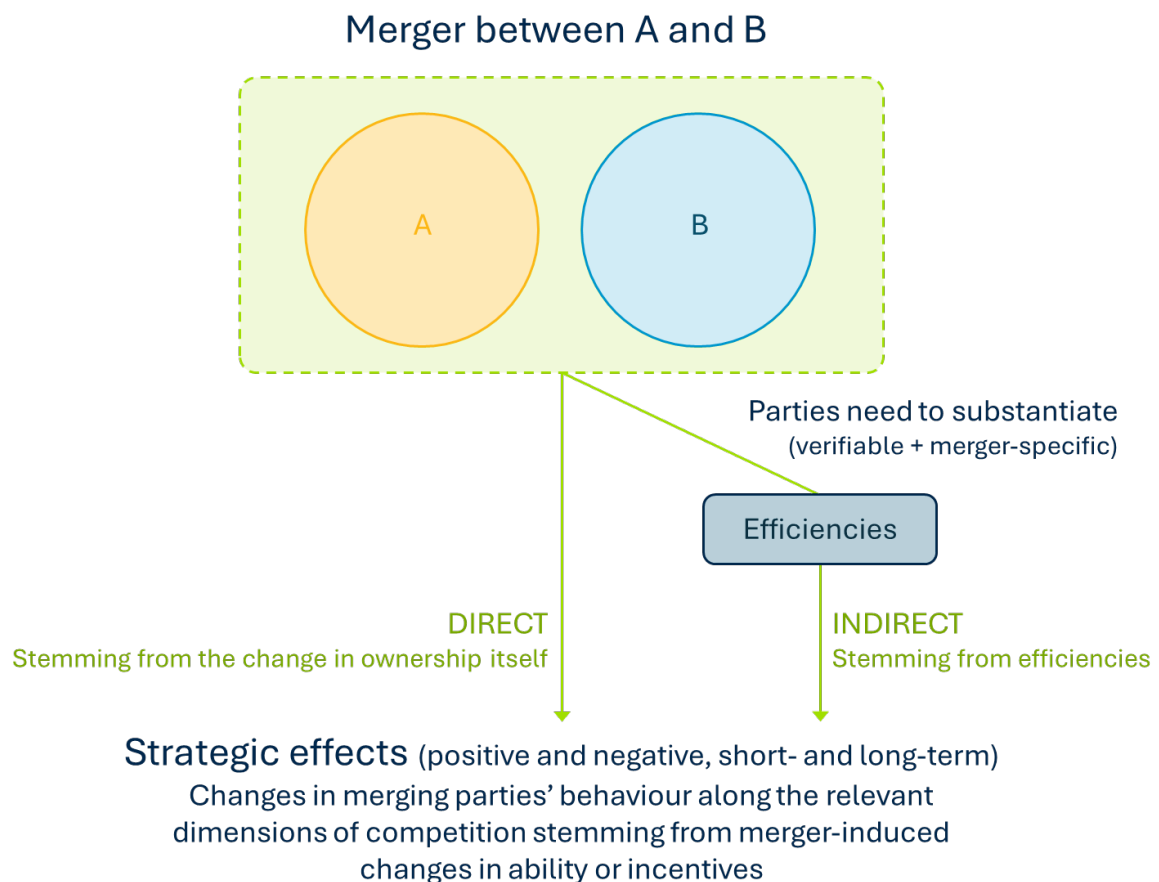 Merger between A and B
A
B
Parties need to substantiate
(verifiable + merger-specific)
Efficiencies
DIRECT
Stemming from the change in ownership itself
INDIRECT
Stemming from efficiencies
Strategic effects (positive and negative, short- and long-term)
Changes in merging parties’ behaviour along the relevant
dimensions of competition stemming from merger-induced
changes in ability or incentives